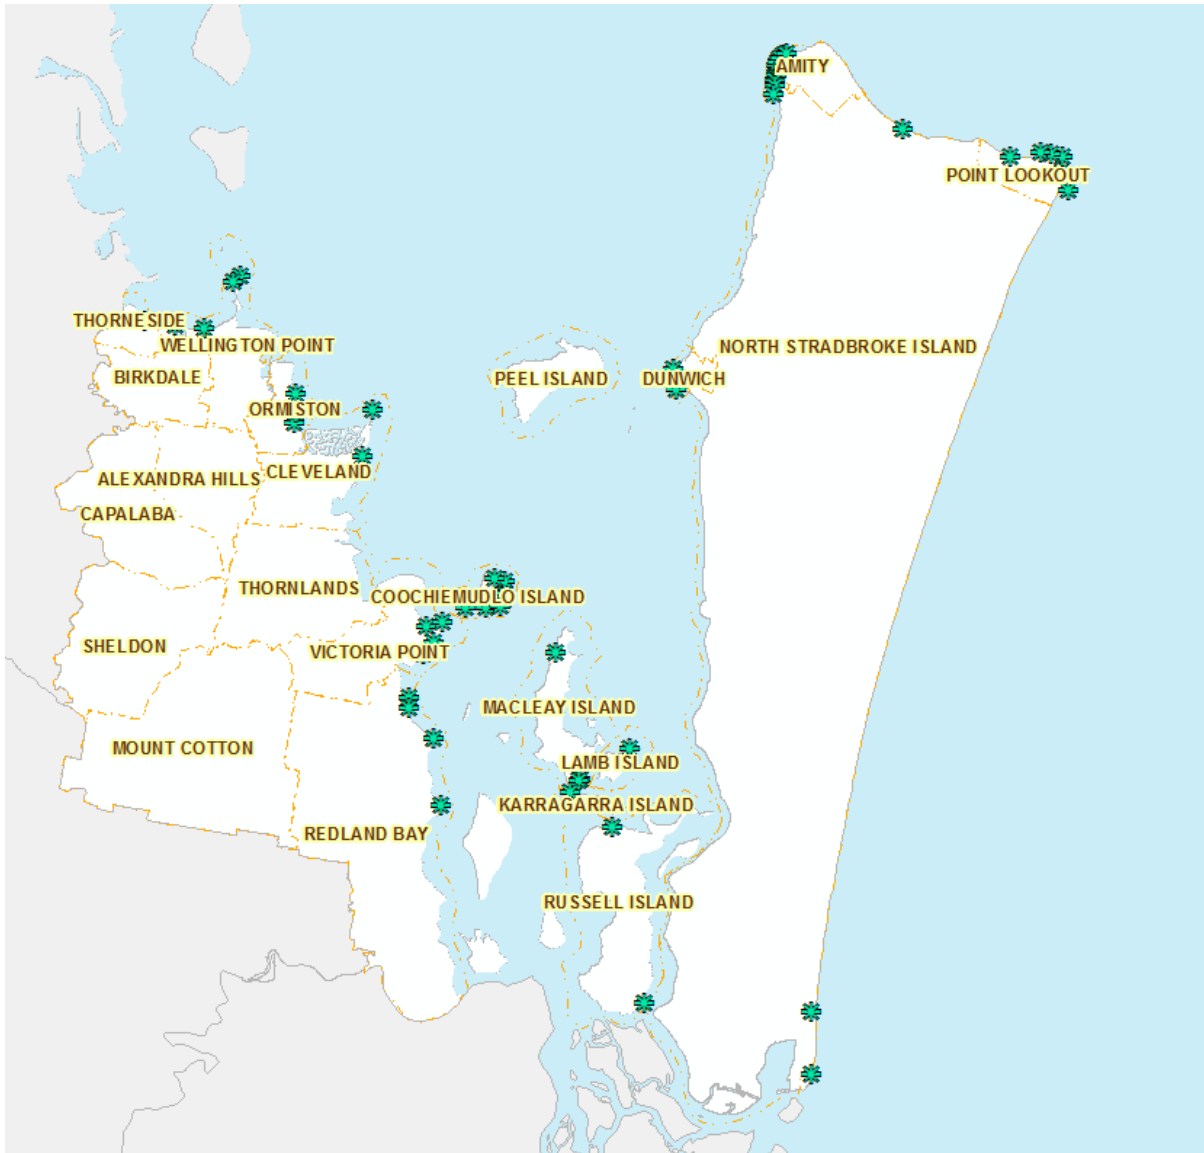 AMITY
POINT LOOKOUT
THORNESIDE
WELLINGTON POINT
NORTH STRADBROKE ISLAND
BIRKDALE
PEEL ISLAND
DUNWICH
ORMISTON
CLEVELAND
ALEXANDRA HILLS
CAPALABA
THORNLANDS
COOCHIEMUDLO ISLAND
SHELDON
VICTORIA POINT
MACLEAY ISLAND
MOUNT COTTON
LAMB ISLAND
KARRAGARRA ISLAND
REDLAND BAY
RUSSELL ISLAND